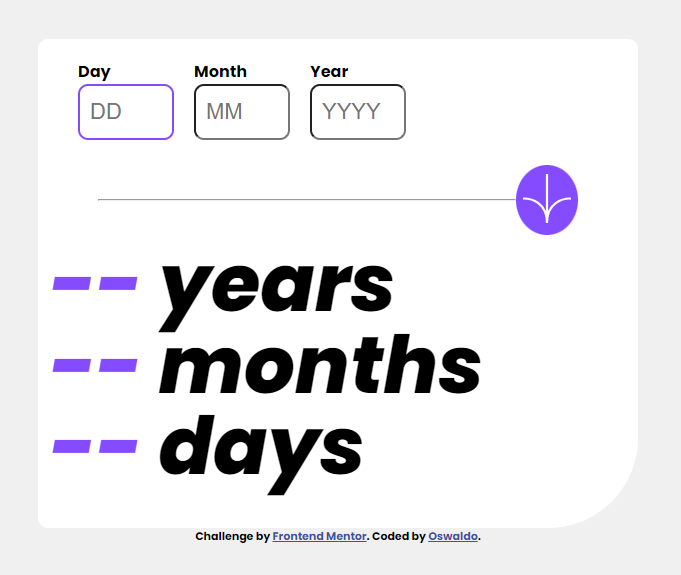 Day Month Year
DD MM YYYY
-- years
-- months
-- days
Challenge by Frontend Mentor. Coded by Oswaldo.